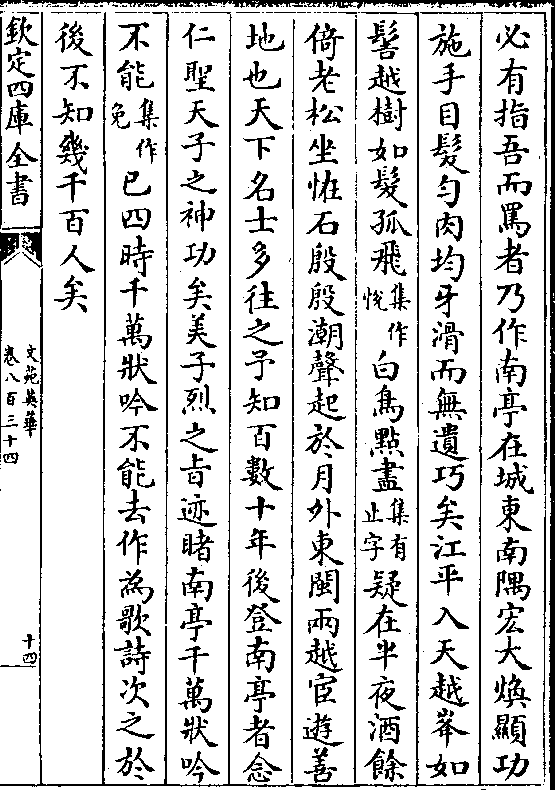 必有指吾而罵者乃作南亭在城東南隅宏大煥顯功
施手目髮勻肉均牙滑而無遺巧矣江平入天越峯如
髻越樹如髮孤飛集作悅白鳥點盡集有止字疑在半夜酒餘
倚老松坐恠石殷殷潮聲起於月外東閩兩越宦遊善
地也天下名士多往之予知百數十年後登南亭者念
仁聖天子之神功矣美子烈之旨迹睹南亭千萬狀吟
不能集作免已四時千萬狀吟不能去作為歌詩次之於
後不知幾千百人矣
欽定四庫全書
文苑英華
卷八百三十四
十四